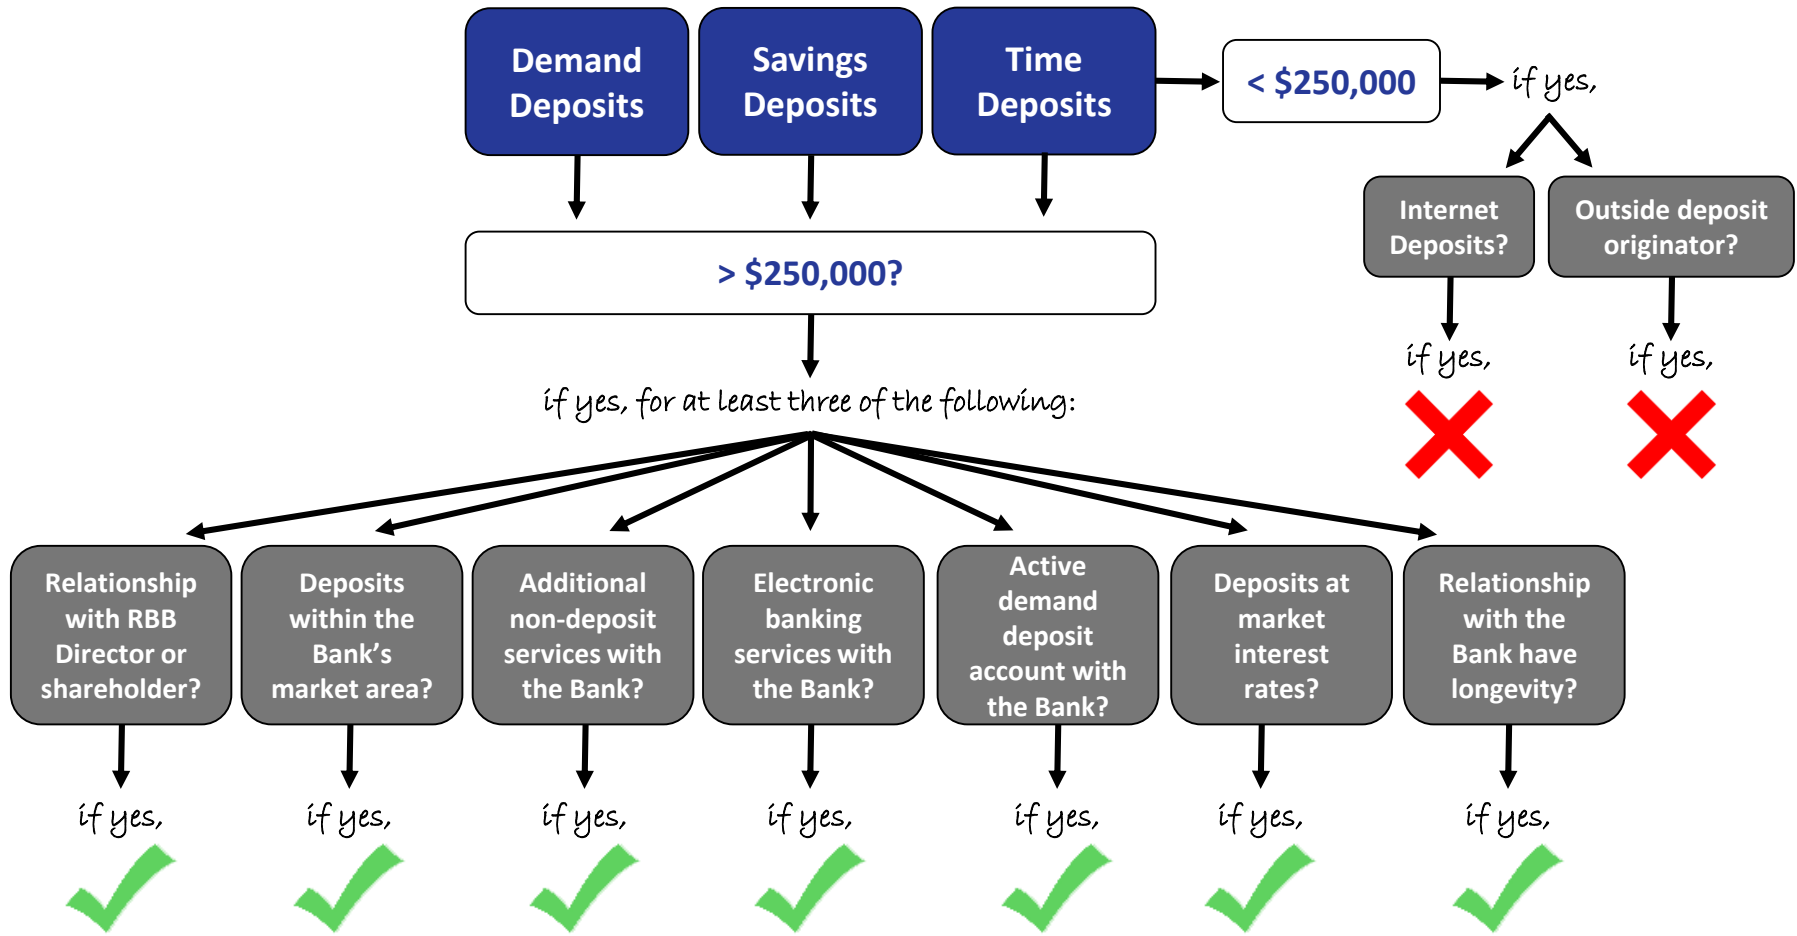 Demand
Deposits
Savings
Deposits
Time
Deposits
< $250,000
if yes,
Internet
Deposits?
Outside deposit
originator?
> $250,000?
if yes,
if yes,
if yes, for at least three of the following:
Relationship
with RBB
Director or
shareholder?
Deposits
within the
Bank's
market area?
Additional
non-deposit
services with
the Bank?
Electronic
banking
services with
the Bank?
Active
demand
deposit
account with
the Bank?
Deposits at
market
interest
rates?
Relationship
with the
Bank have
longevity?
if yes,
if yes,
if yes,
if yes,
if yes,
if yes,
if yes,